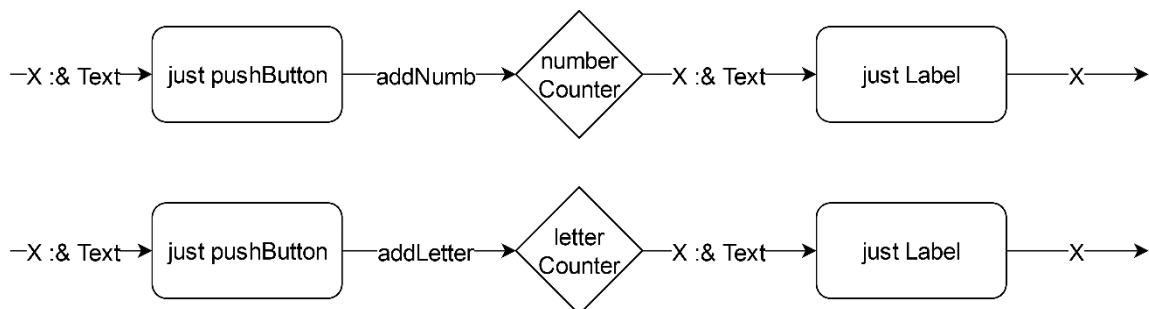 X :& Text just pushButton addNumb number X :& Text just Label X
Counter
X :& Text just pushButton addLetter letter X :& Text just Label X
Counter